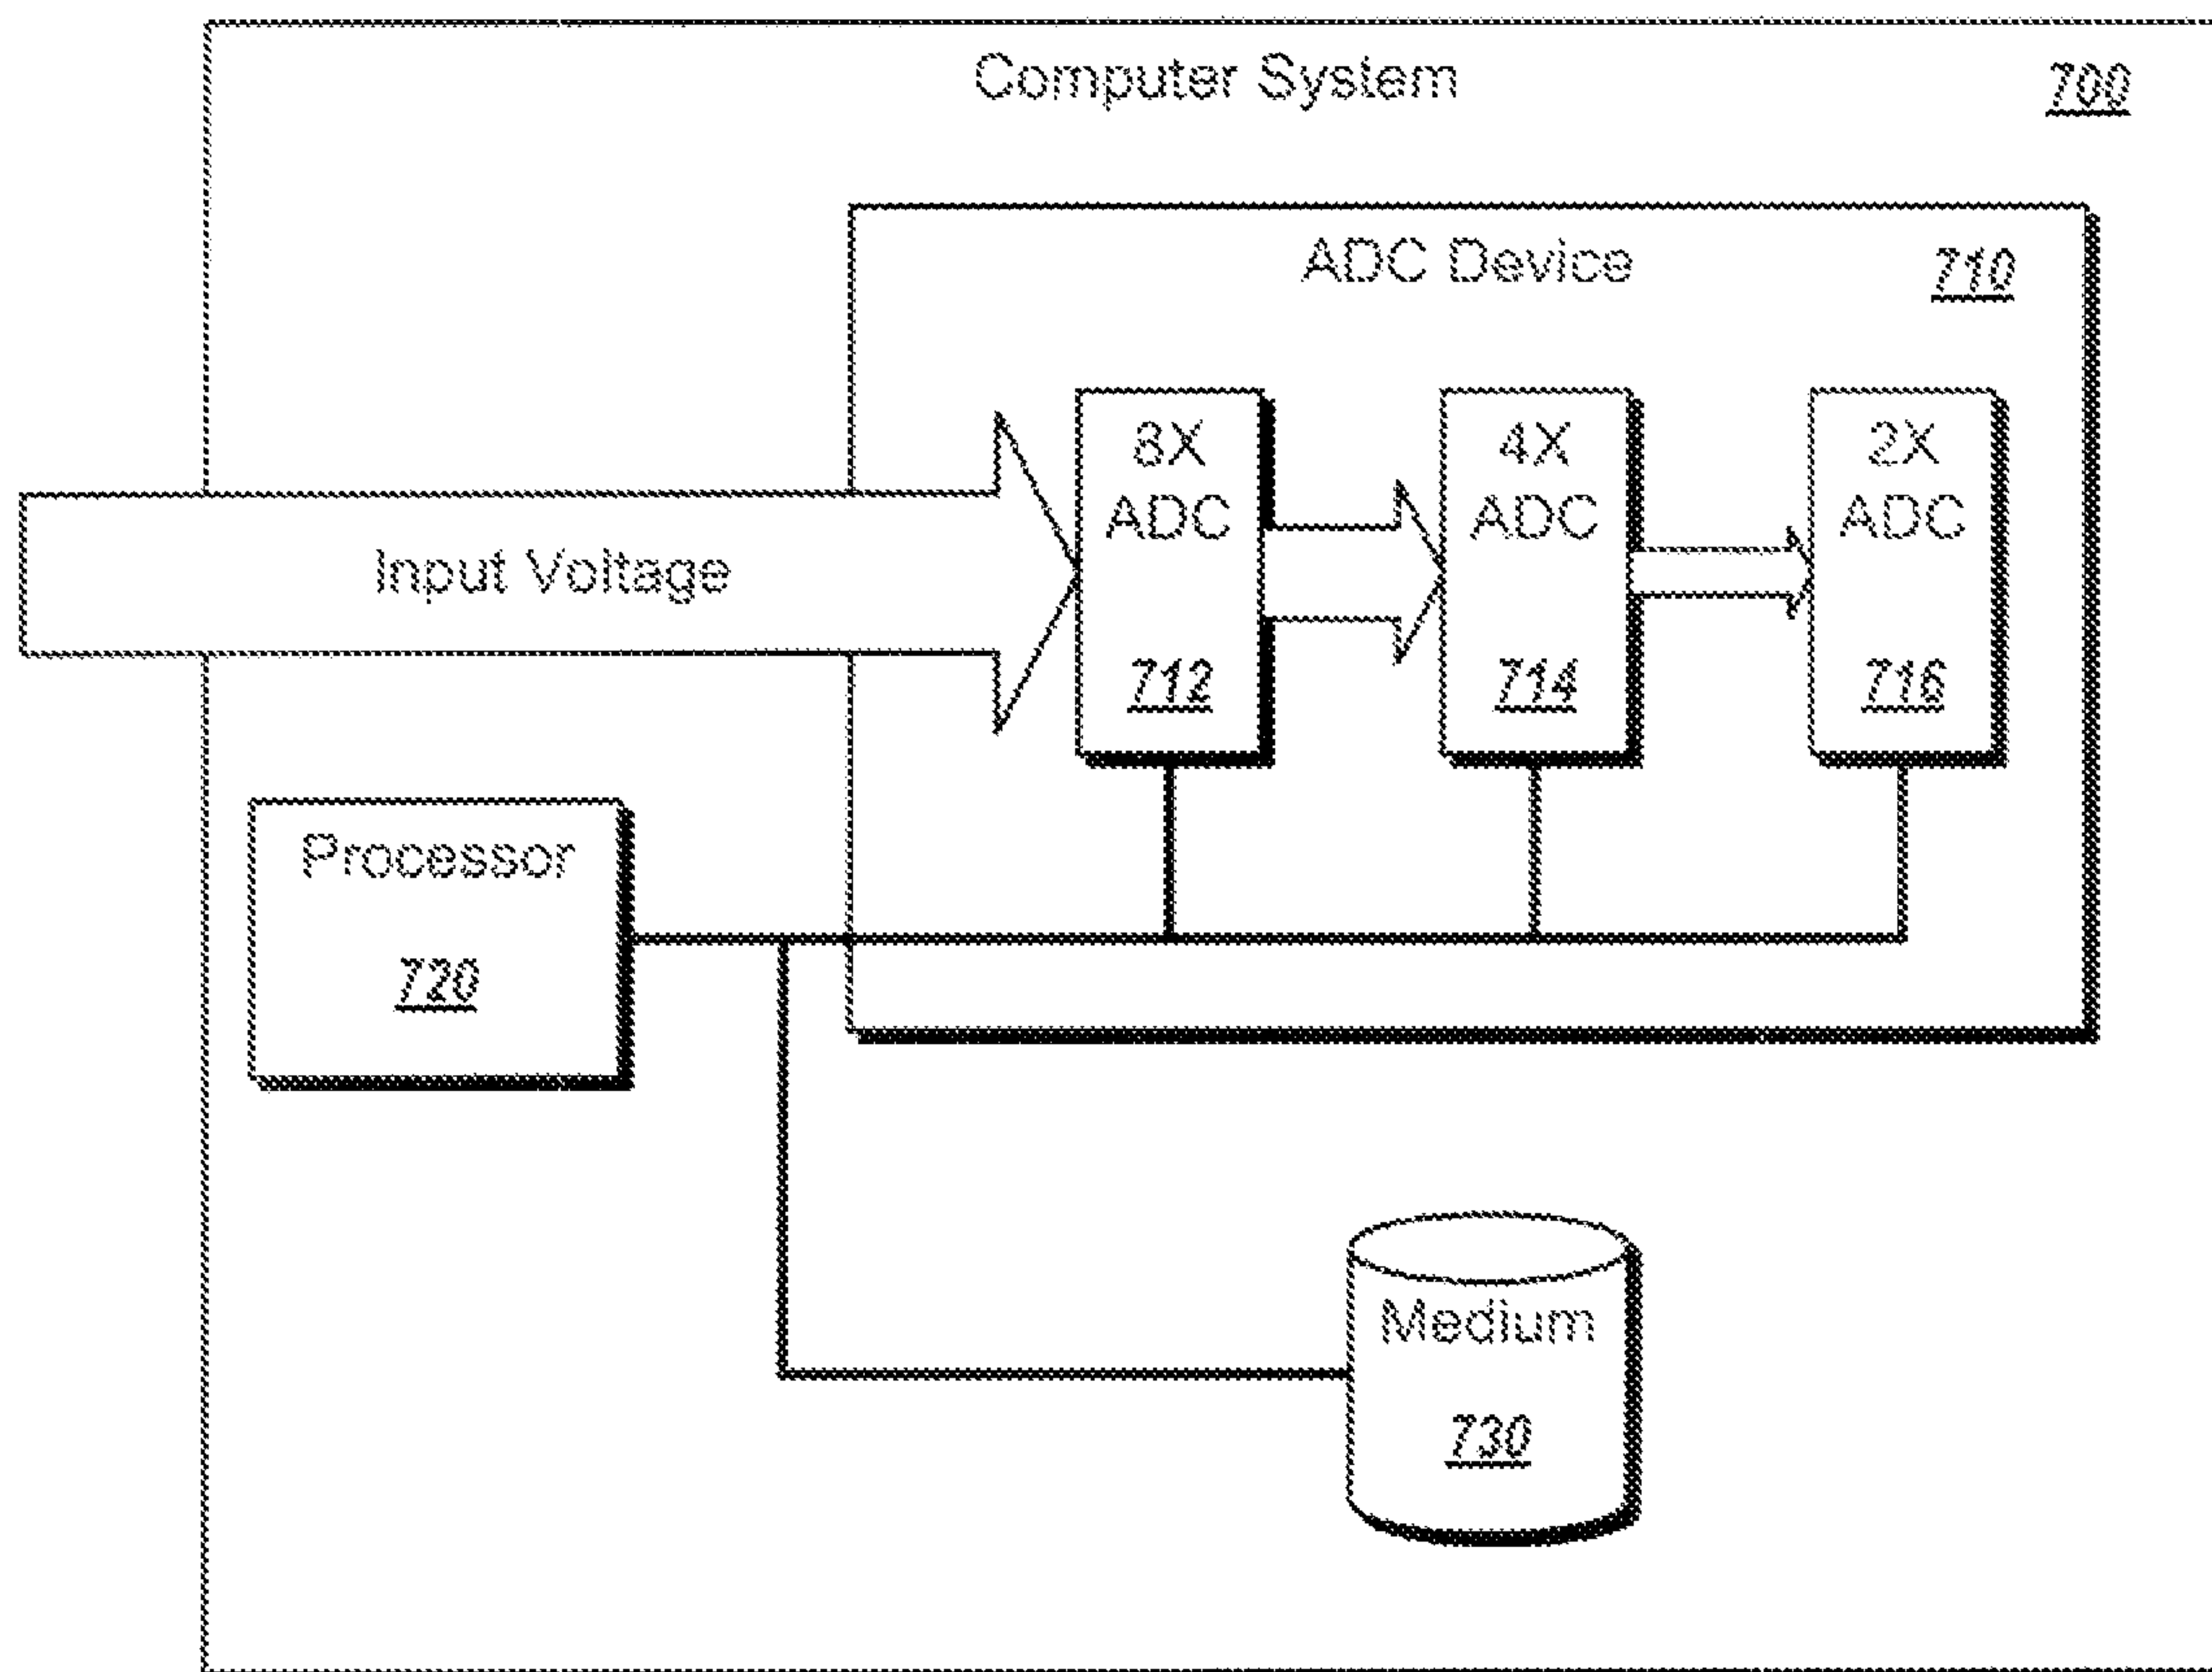 Computer System
700
ADC Device
710
8X
ADC
712
4X
ADC
714
2X
ADC
716
Input Voltage
Processor
720
Medium
730